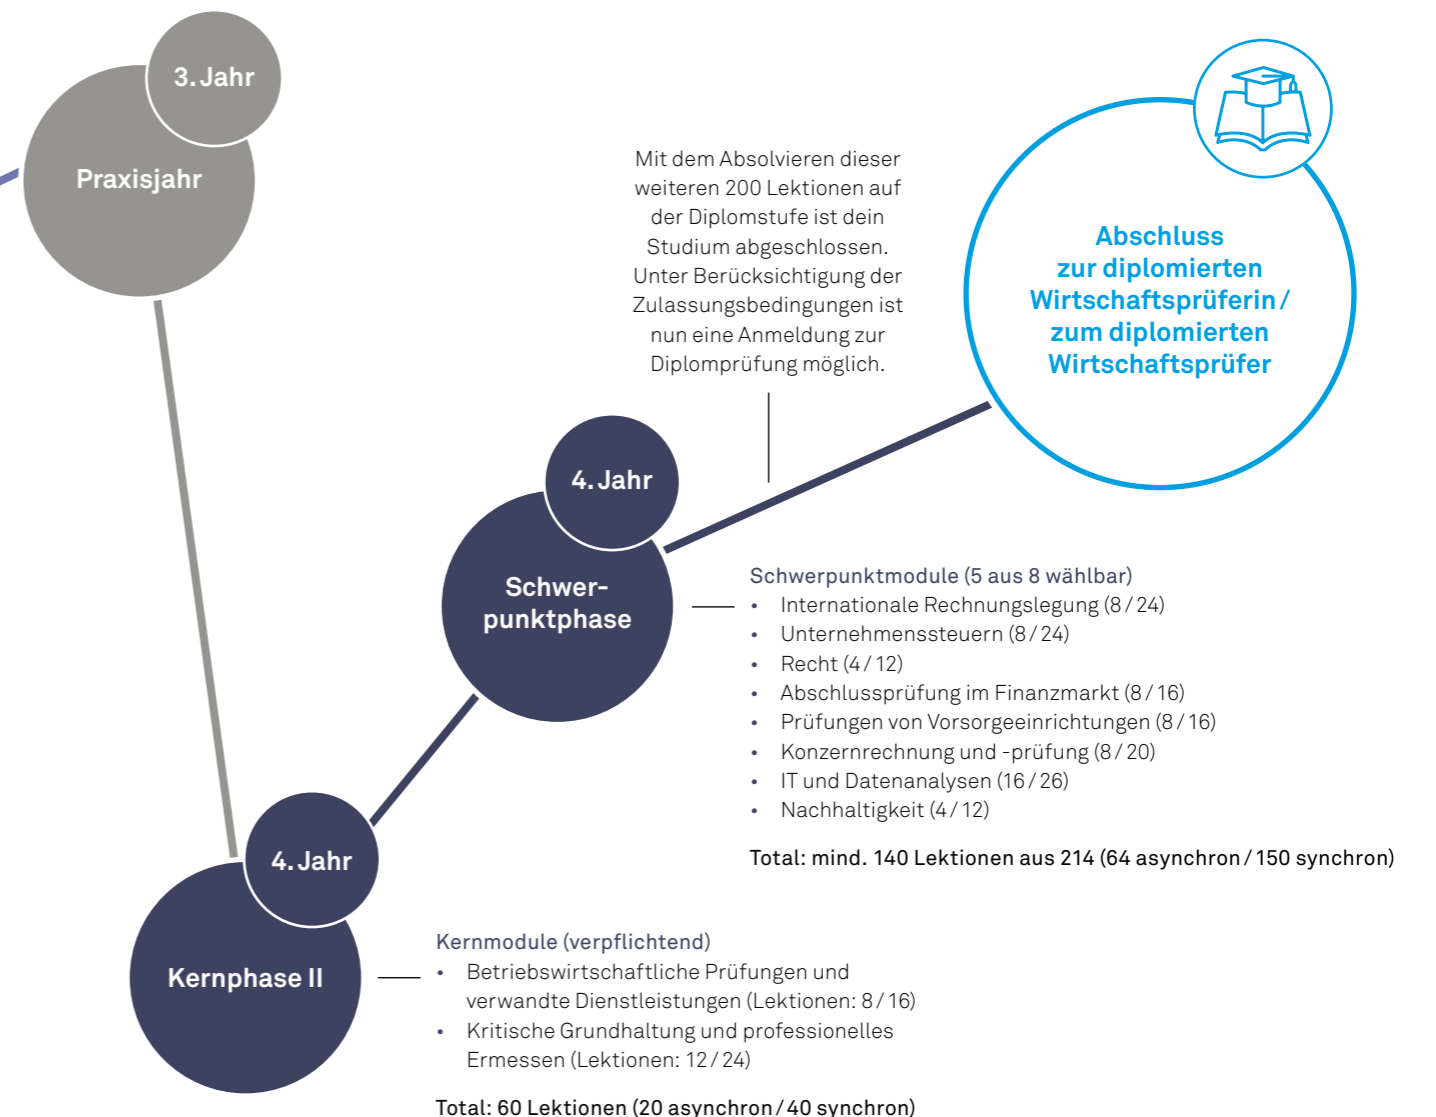 3. Jahr
Praxisjahr
Mit dem Absolvieren dieser
weiteren 200 Lektionen auf
der Diplomstufe ist dein
Studium abgeschlossen.
Unter Berücksichtigung der
Zulassungsbedingungen ist
nun eine Anmeldung zur
Diplomprüfung möglich.
Abschluss
zur diplomierten
Wirtschaftsprüferin /
zum diplomierten
Wirtschaftsprüfer
4. Jahr
Schwer-
punktphase
Schwerpunktmodule (5 aus 8 wählbar)
• Internationale Rechnungslegung (8 / 24)
• Unternehmenssteuern (8 / 24)
• Recht (4 / 12)
• Abschlussprüfung im Finanzmarkt (8 / 16)
• Prüfungen von Vorsorgeeinrichtungen (8 / 16)
• Konzernrechnung und -prüfung (8 / 20)
• IT und Datenanalysen (16 / 26)
• Nachhaltigkeit (4 / 12)
Total: mind. 140 Lektionen aus 214 (64 asynchron / 150 synchron)
4. Jahr
Kernphase II
Kernmodule (verpflichtend)
• Betriebswirtschaftliche Prüfungen und
verwandte Dienstleistungen (Lektionen: 8 / 16)
• Kritische Grundhaltung und professionelles
Ermessen (Lektionen: 12 / 24)
Total: 60 Lektionen (20 asynchron / 40 synchron)